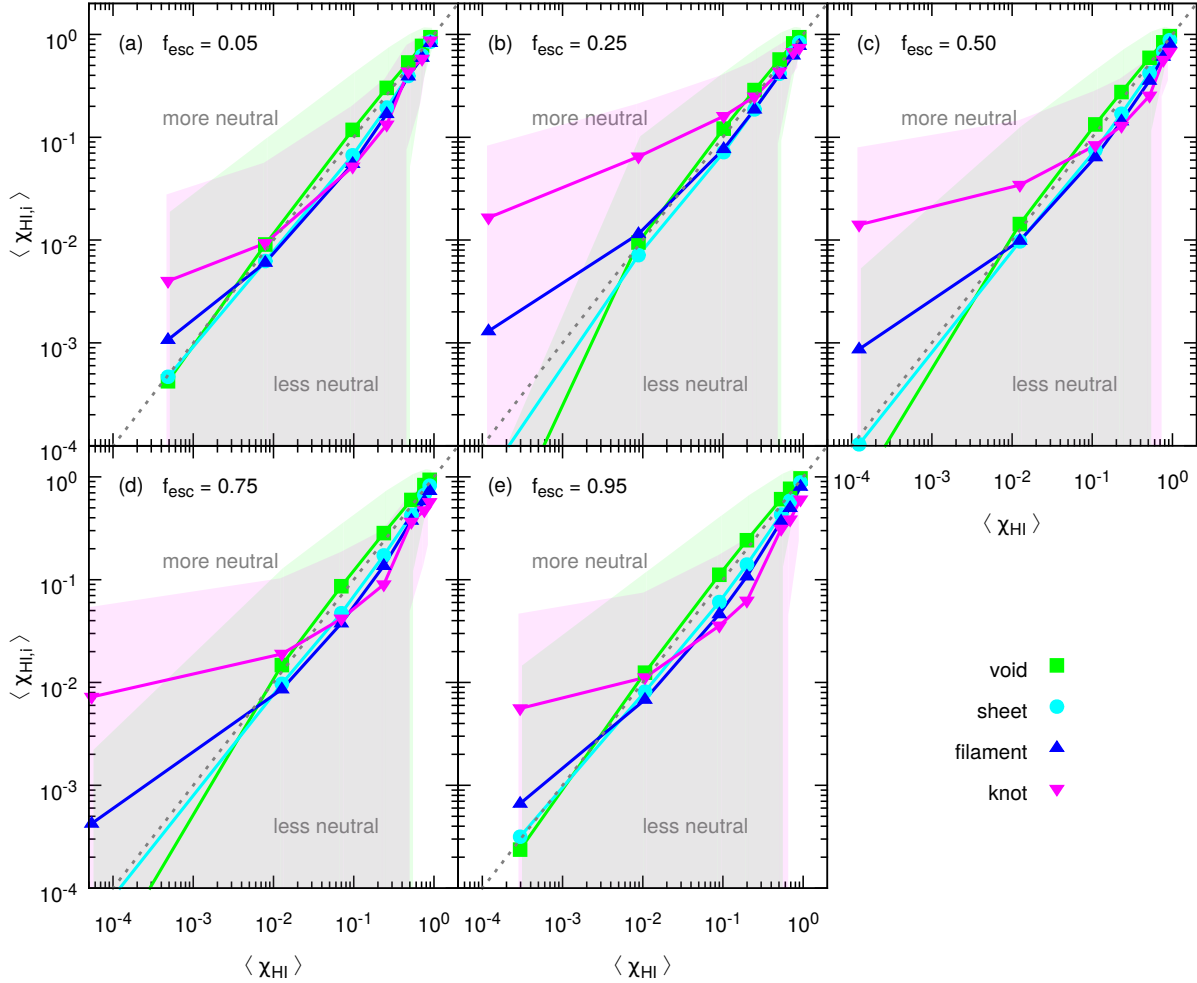 (a) f_esc = 0.05
(b) f_esc = 0.25
(c) f_esc = 0.50
10^0
10^-1
10^-2
10^-3
10^-4
⟨ χ_HI,i ⟩
more neutral
less neutral
more neutral
less neutral
more neutral
less neutral
10^-4 10^-3 10^-2 10^-1 10^0
⟨ χ_HI ⟩
(d) f_esc = 0.75
(e) f_esc = 0.95
10^0
10^-1
10^-2
10^-3
10^-4
⟨ χ_HI,i ⟩
more neutral
less neutral
more neutral
less neutral
10^-4 10^-3 10^-2 10^-1 10^0
10^-4 10^-3 10^-2 10^-1 10^0
⟨ χ_HI ⟩
⟨ χ_HI ⟩
void
sheet
filament
knot